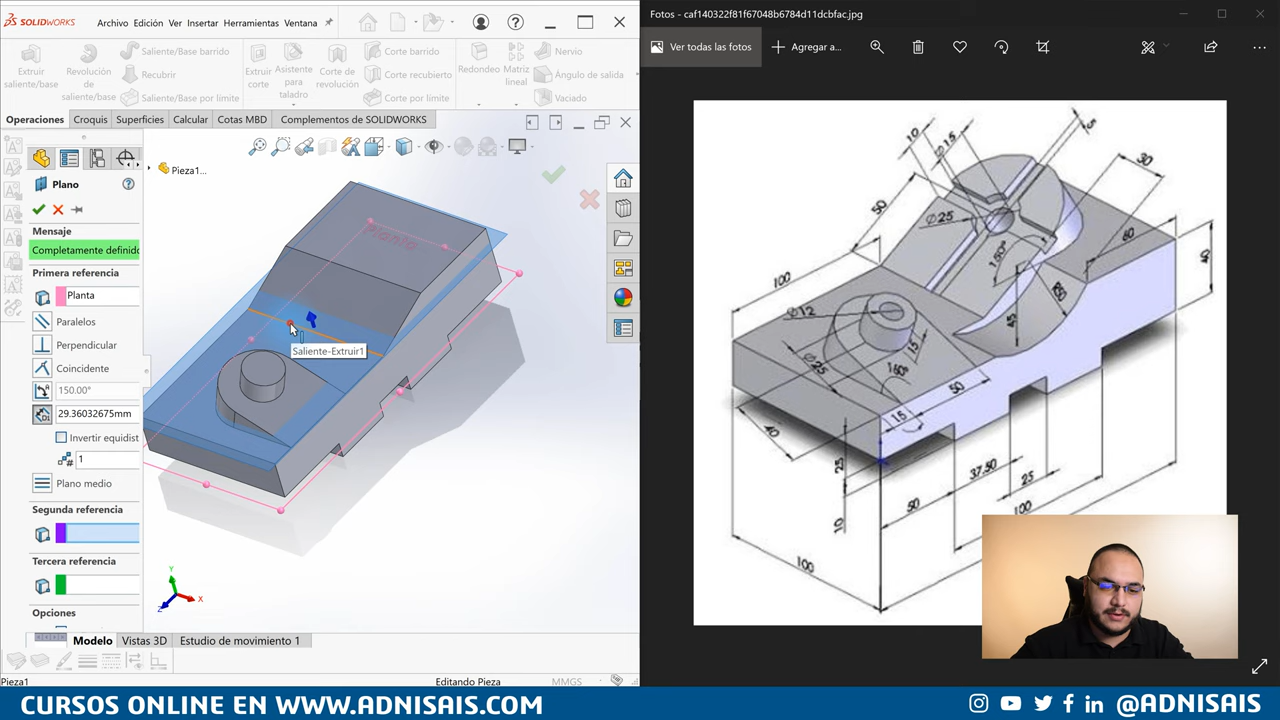 SOLIDWORKS
Archivo Edición Ver Insertar Herramientas Ventana
Extruir saliente/base
Revolución de saliente/base
Saliente/Base barrido
Recubrir
Saliente/Base por límite
Extruir corte
Asistente para taladro
Corte de revolución
Corte barrido
Corte recubierto
Corte por límite
Redondeo
Matriz lineal
Nervio
Ángulo de salida
Vaciado
Operaciones Croquis Superficies Calcular Cotas MBD Complementos de SOLIDWORKS
Pieza1...
Plano
Mensaje
Completamente definido
Primera referencia
Planta
Paralelos
Perpendicular
Coincidente
150.00°
29.36032675mm
Invertir equidist
1
Plano medio
Segunda referencia
Tercera referencia
Opciones
Planta
Saliente-Extruir1
Y
X
Z
Modelo Vistas 3D Estudio de movimiento 1
Pieza1
Editando Pieza
MMGS
Fotos - caf140322f81f67048b6784d11dcbfac.jpg
Ver todas las fotos
Agregar a...
10
Ø15
5
30
50
Ø25
60
150°
40
100
Ø12
R50
45
15
Ø25
150°
50
15
40
25
37.50
10
50
25
100
100
CURSOS ONLINE EN WWW.ADNISAIS.COM
@ADNISAIS